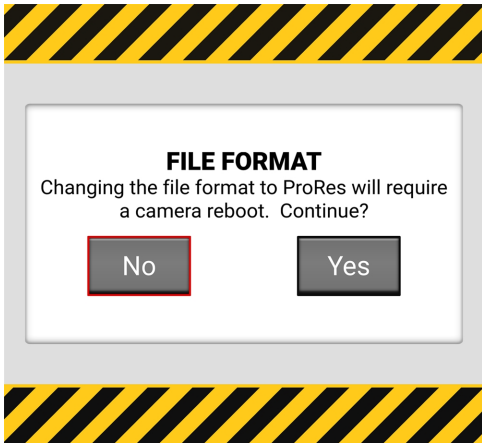 FILE FORMAT
Changing the file format to ProRes will require
a camera reboot.  Continue?
No
Yes